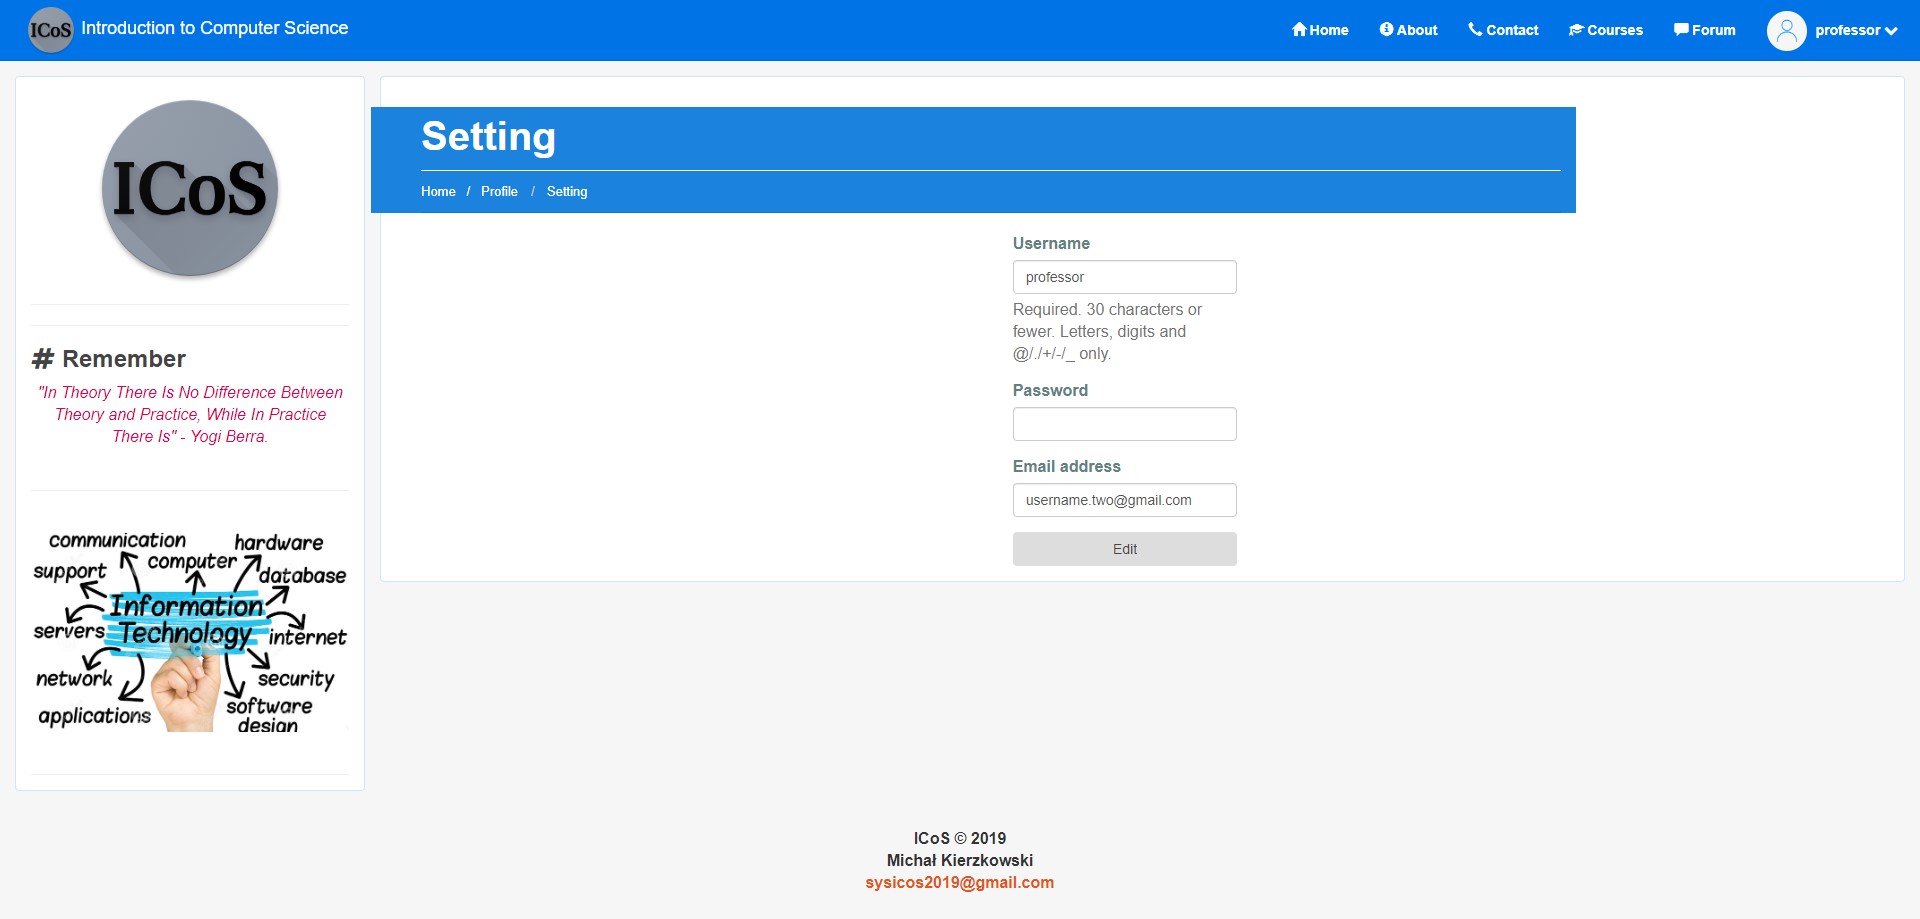 ICoS Introduction to Computer Science
Home About Contact Courses Forum professor
ICoS
# Remember
"In Theory There Is No Difference Between
Theory and Practice, While In Practice
There Is" - Yogi Berra.
communication
hardware
computer
support
database
Information
Technology
servers
internet
network
security
applications
software
design
Setting
Home / Profile / Setting
Username
professor
Required. 30 characters or
fewer. Letters, digits and
@/./+/-/_ only.
Password
Email address
username.two@gmail.com
Edit
ICoS © 2019
Michał Kierzkowski
sysicos2019@gmail.com